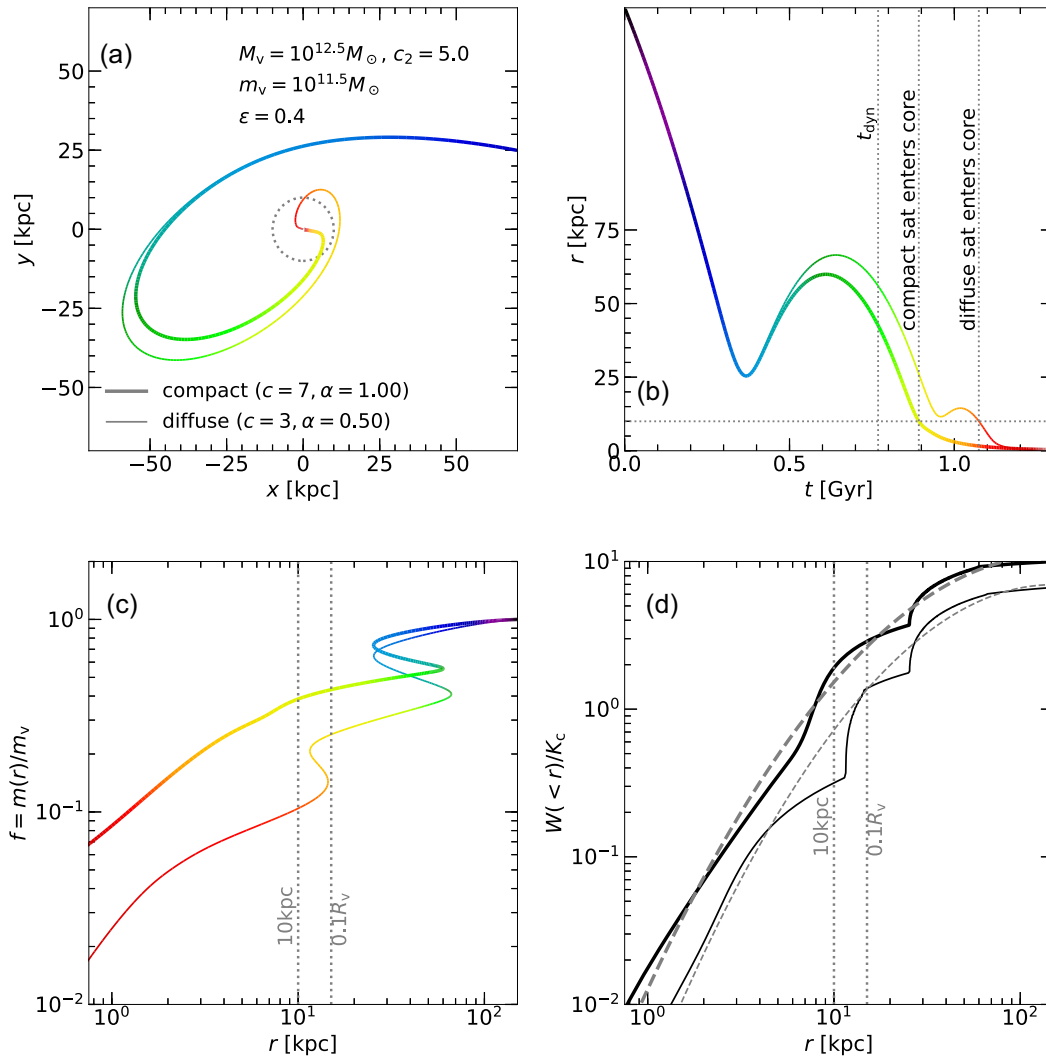 (a)
M_v = 10^{12.5} M_⊙, c_2 = 5.0
m_v = 10^{11.5} M_⊙
ε = 0.4
compact (c = 7, α = 1.00)
diffuse (c = 3, α = 0.50)
50
25
0
−25
−50
y [kpc]
−50 −25 0 25 50
x [kpc]
(b)
t_dyn
compact sat enters core
diffuse sat enters core
75
50
25
0
r [kpc]
0.0 0.5 1.0
t [Gyr]
(c)
10kpc
0.1R_v
10^0
10^{-1}
10^{-2}
f = m(r)/m_v
10^0 10^1 10^2
r [kpc]
(d)
10kpc
0.1R_v
10^1
10^0
10^{-1}
10^{-2}
W(< r)/K_c
10^0 10^1 10^2
r [kpc]